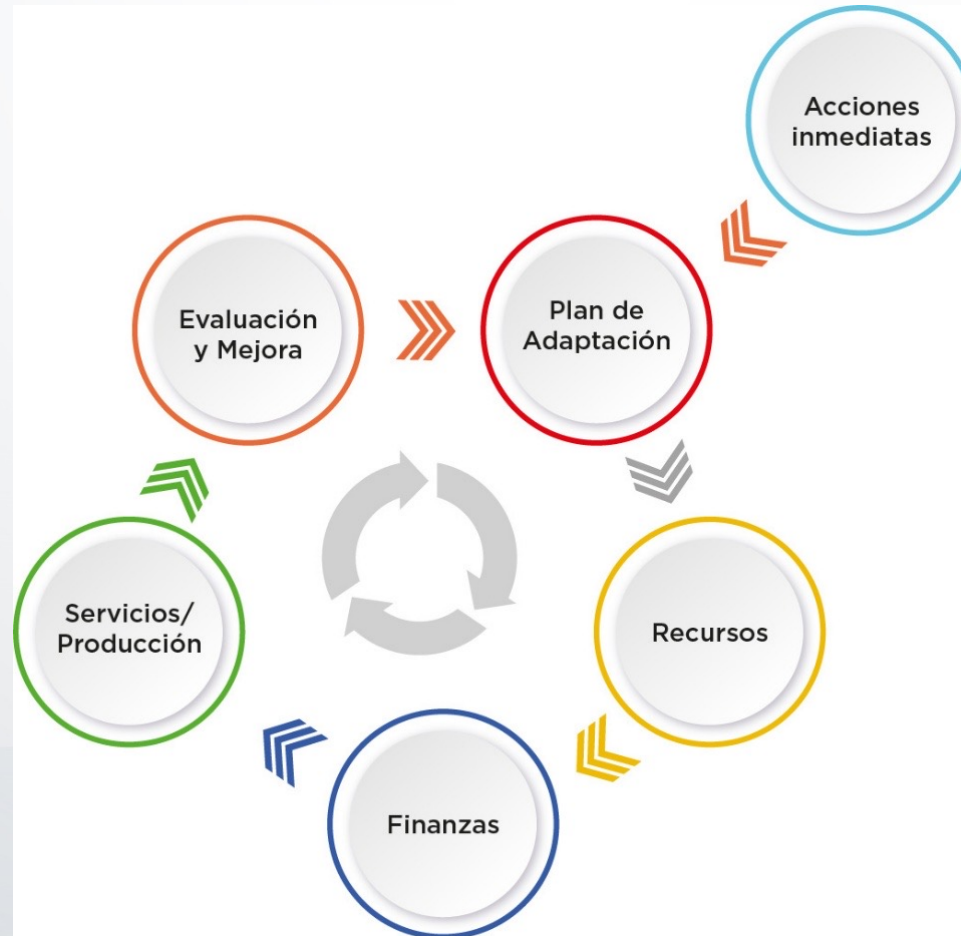 Acciones
inmediatas
Evaluación
y Mejora
Plan de
Adaptación
Servicios/
Producción
Recursos
Finanzas